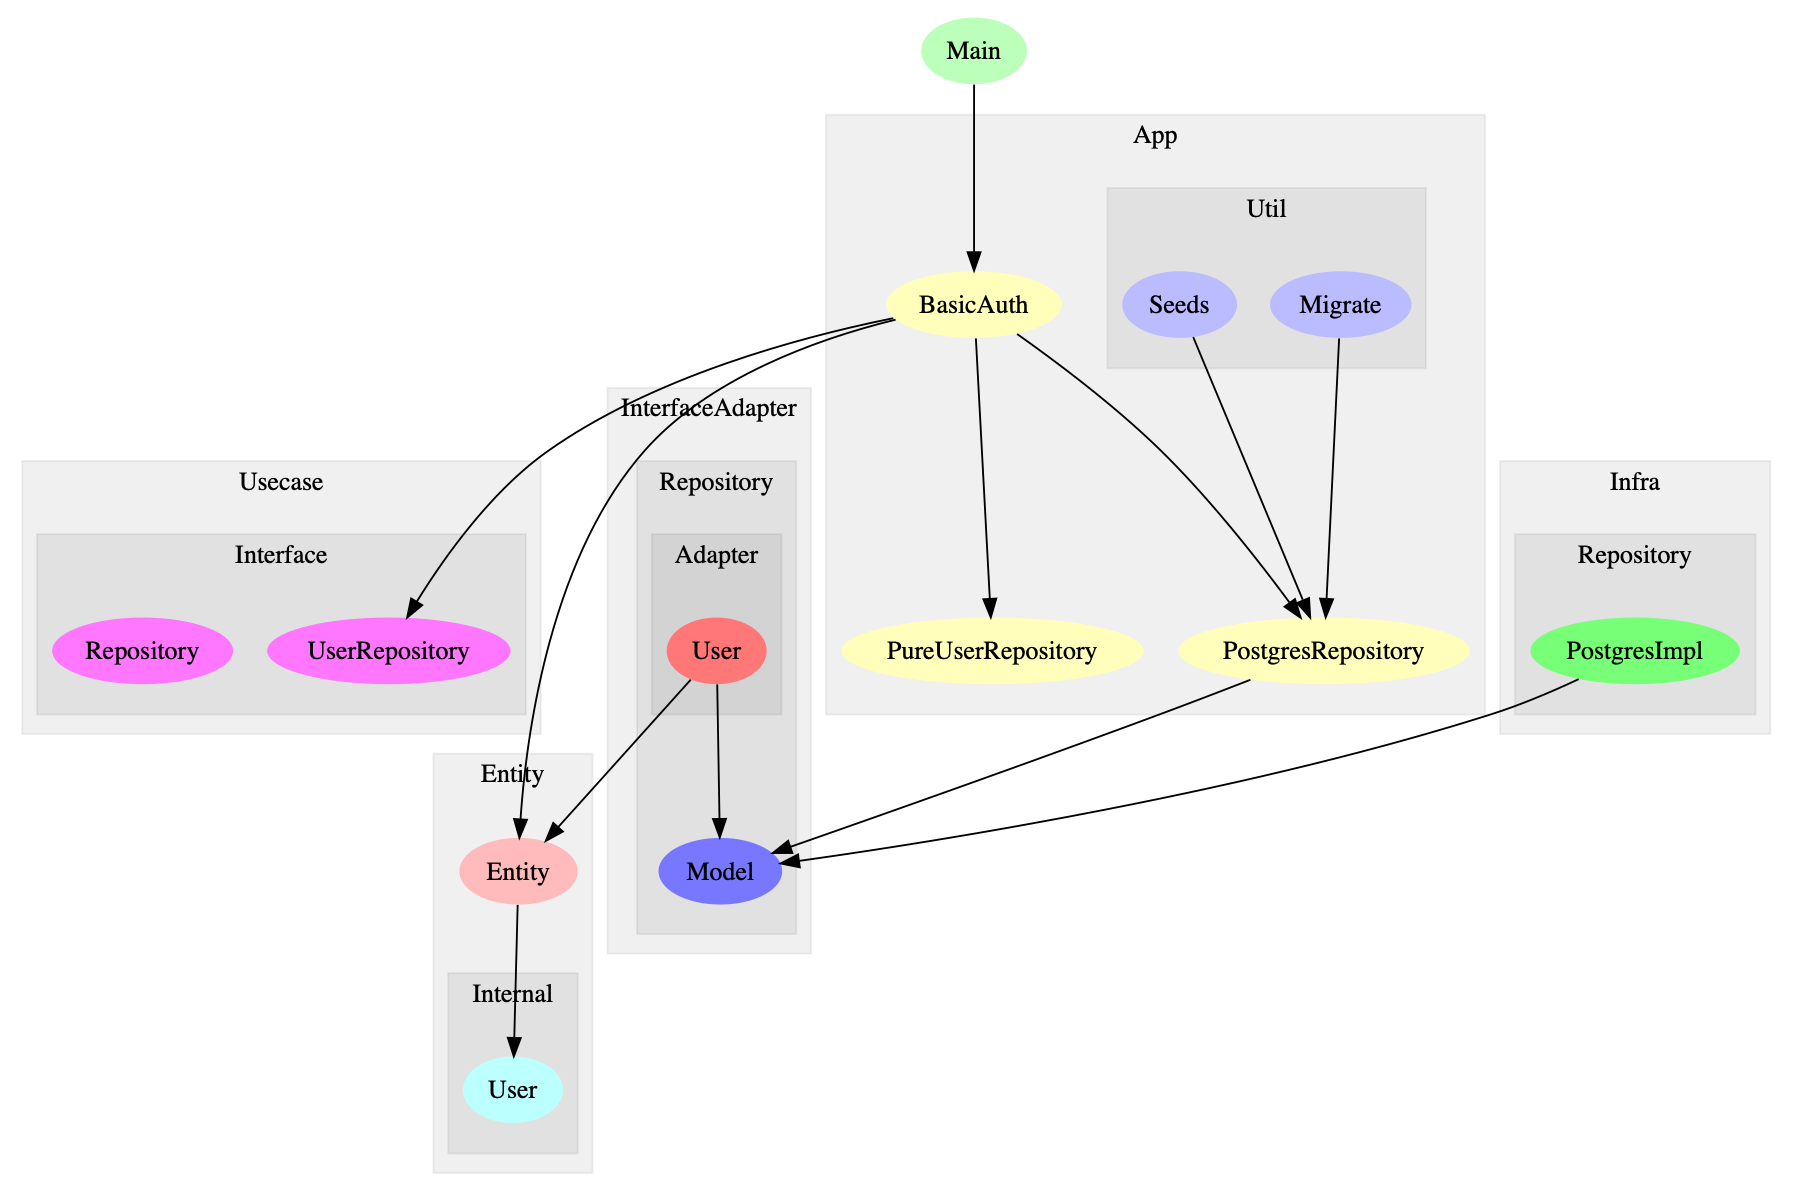 Main
App
Util
BasicAuth
Seeds
Migrate
InterfaceAdapter
Usecase
Repository
Infra
Interface
Adapter
Repository
Repository
UserRepository
User
PureUserRepository
PostgresRepository
PostgresImpl
Entity
Entity
Model
Internal
User